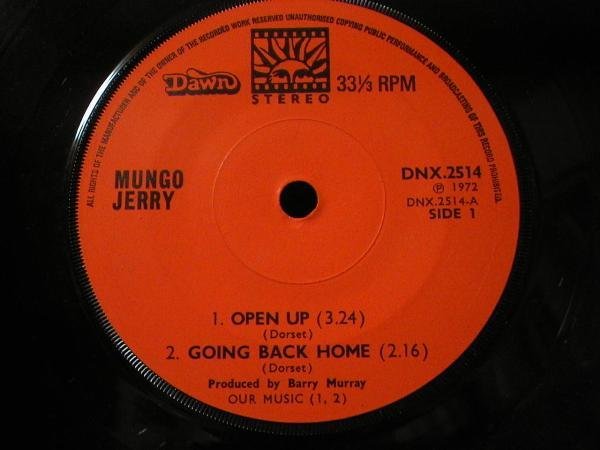 ALL RIGHTS OF THE MANUFACTURER AND OF THE OWNER OF THE RECORDED WORK RESERVED UNAUTHORISED COPYING PUBLIC PERFORMANCE AND BROADCASTING OF THIS RECORD PROHIBITED.
Dawn
STEREO
33⅓ RPM
MUNGO
JERRY
DNX.2514
Ⓟ 1972
DNX.2514-A
SIDE 1
1. OPEN UP (3.24)
(Dorset)
2. GOING BACK HOME (2.16)
(Dorset)
Produced by Barry Murray
OUR MUSIC (1, 2)